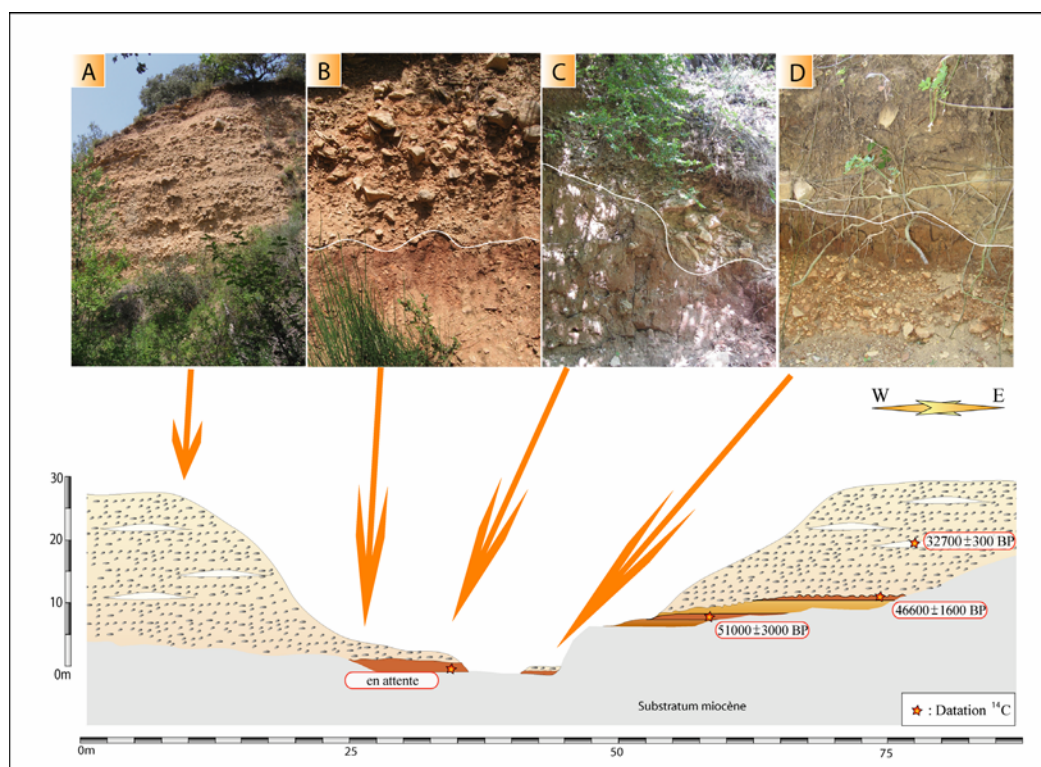 A B C D
W E
30
20
10
0m
32700±300 BP
46600±1600 BP
51000±3000 BP
en attente
Substratum miocène
: Datation 14C
0m 25 50 75